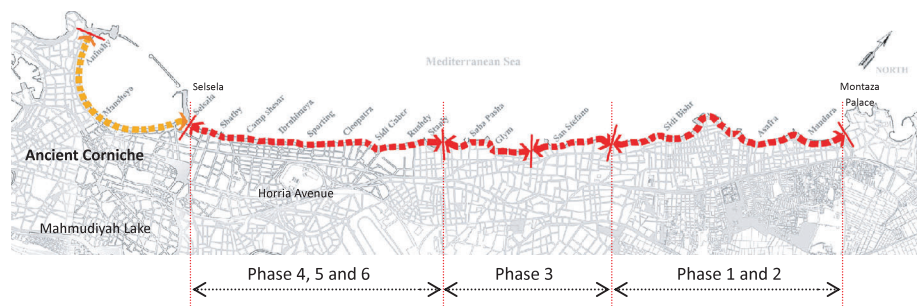 Mediterranean Sea
NORTH
Selsela
Montaza
Palace
Anfushy
Mansheya
Selsela
Shatby
Camp shezar
Ibrahimeya
Sporting
Cleopatra
Sidi Gaber
Rushdy
Stanly
Saba Pasha
Glym
San Stefano
Sidi Bishr
Asafra
Mandara
Ancient Corniche
Horria Avenue
Mahmudiyah Lake
Phase 4, 5 and 6
Phase 3
Phase 1 and 2